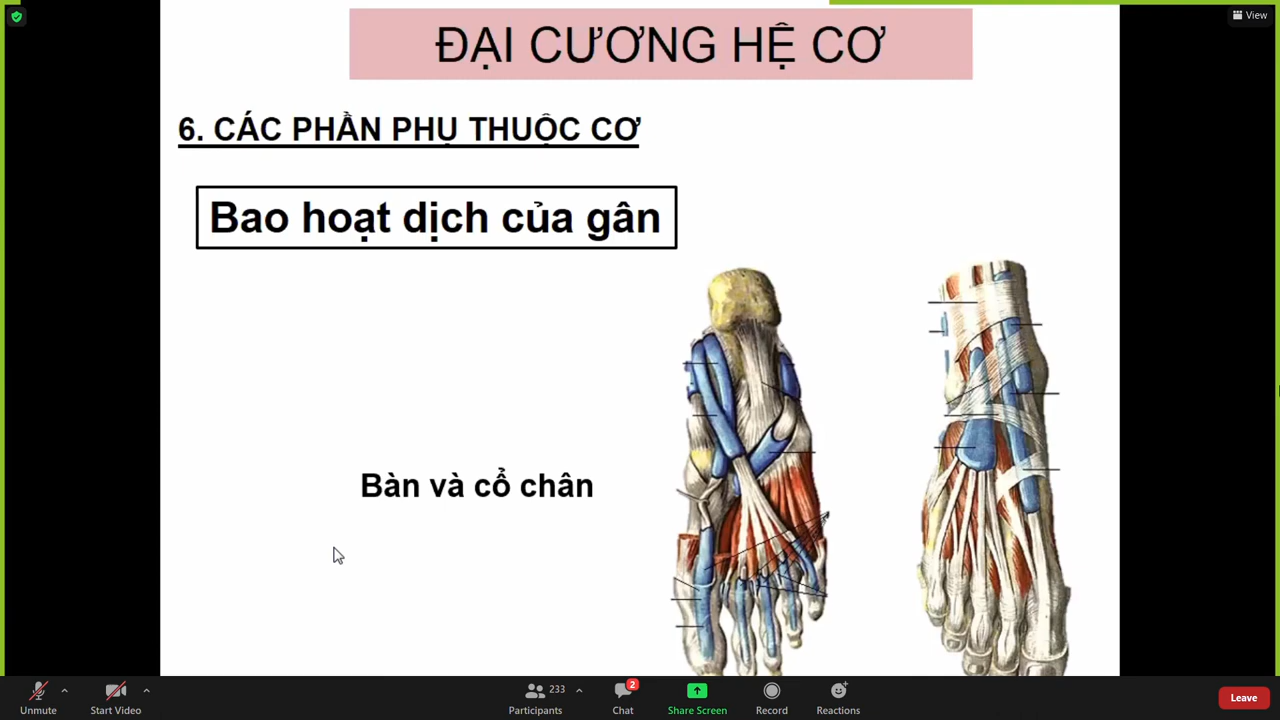 View
ĐẠI CƯƠNG HỆ CƠ
6. CÁC PHẦN PHỤ THUỘC CƠ
Bao hoạt dịch của gân
Bàn và cổ chân
Unmute
Start Video
233
Participants
2
Chat
Share Screen
Record
Reactions
Leave